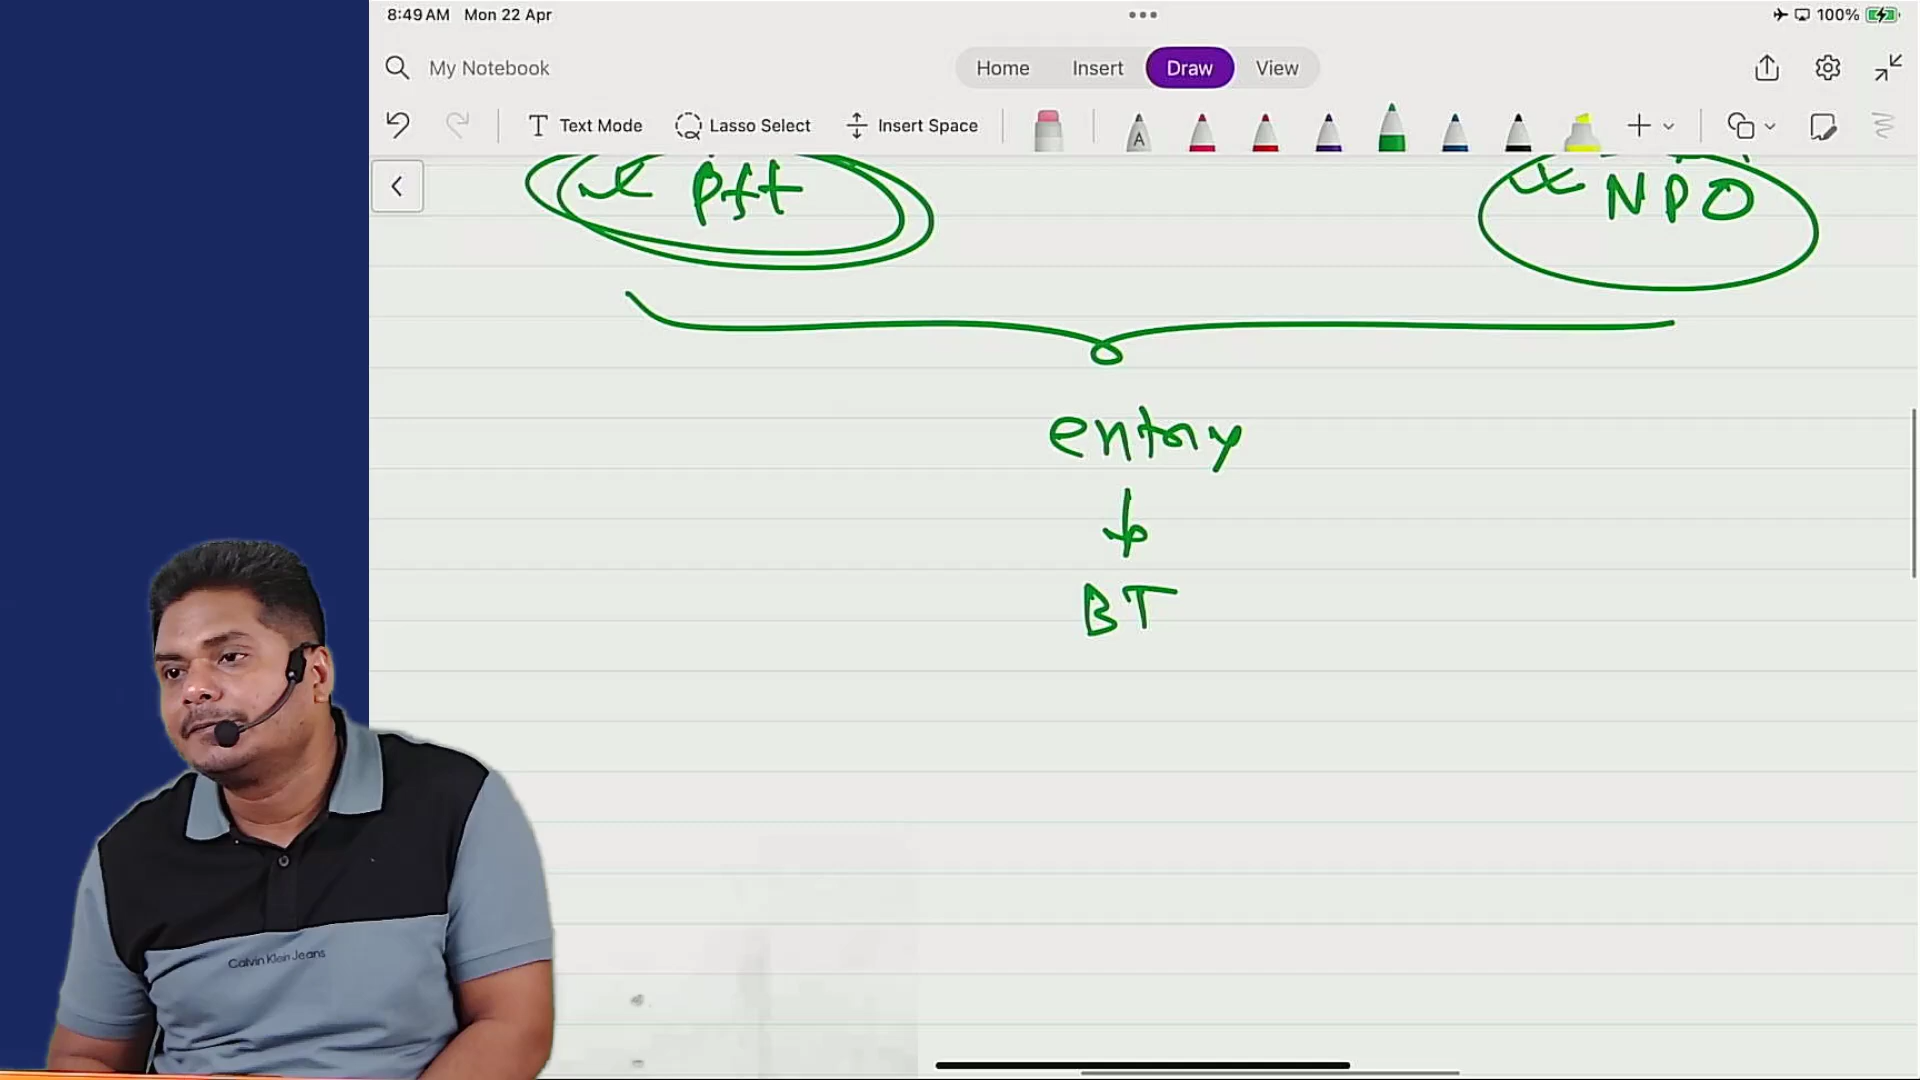 8:49 AM Mon 22 Apr
100%
My Notebook
Home Insert Draw View
Text Mode Lasso Select Insert Space
A
Pft
NPO
entry
BT
Calvin Klein Jeans